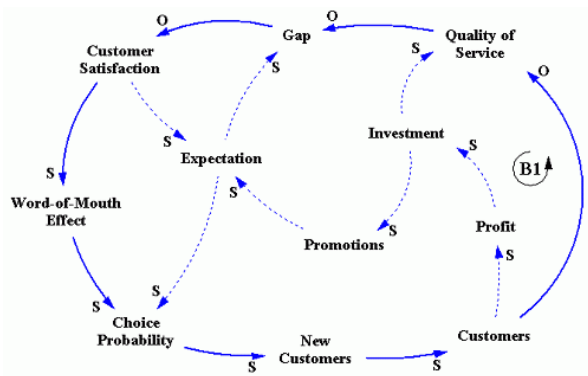 O
Gap
O
Quality of
Service
Customer
Satisfaction
S
S
O
S
Investment
S
Expectation
S
B1
S
S
Word-of-Mouth
Effect
Promotions
S
Profit
S
S
S
Choice
Probability
New
Customers
Customers
S
S